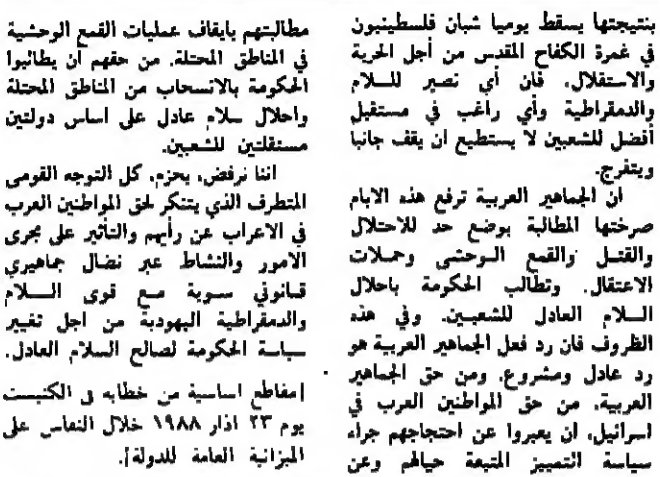 بنتيجتها يسقط يوميا شبان فلسطينيون
في غمرة الكفاح المقدس من أجل الحرية
والاستقلال. فان أي نصير للسلام
والدمقراطية وأي راغب في مستقبل
أفضل للشعبين لا يستطيع ان يقف جانبا
ويتفرج.
ان الجماهير العربية ترفع هذه الايام
صرختها المطالبة بوضع حد للاحتلال
والقتل والقمع الوحشي وحملات
الاعتقال. وتطالب الحكومة باحلال
السلام العادل للشعبين. وفي هذه
الظروف فان رد فعل الجماهير العربية هو
رد عادل ومشروع. ومن حق الجماهير
العربية. من حق المواطنين العرب في
اسرائيل، ان يعبروا عن احتجاجهم جراء
سياسة التمييز المتبعة حيالهم وعن
مطالبتهم بايقاف عمليات القمع الوحشية
في المناطق المحتلة. من حقهم أن يطالبوا
الحكومة بالانسحاب من المناطق المحتلة
واحلال سلام عادل على اساس دولتين
مستقلتين للشعبين.
اننا نرفض، بحزم، كل التوجه القومي
المتطرف الذي يتنكر لحق المواطنين العرب
في الاعراب عن رأيهم والتأثير على مجرى
الامور والنشاط عبر نضال جماهيري
قانوني سوية مع قوى السلام
والدمقراطية اليهودية من اجل تغيير
سياسة الحكومة لصالح السلام العادل.
[مقاطع اساسية من خطابه في الكنيست
يوم ٢٣ اذار ١٩٨٨ خلال النقاش على
الميزانية العامة للدولة].